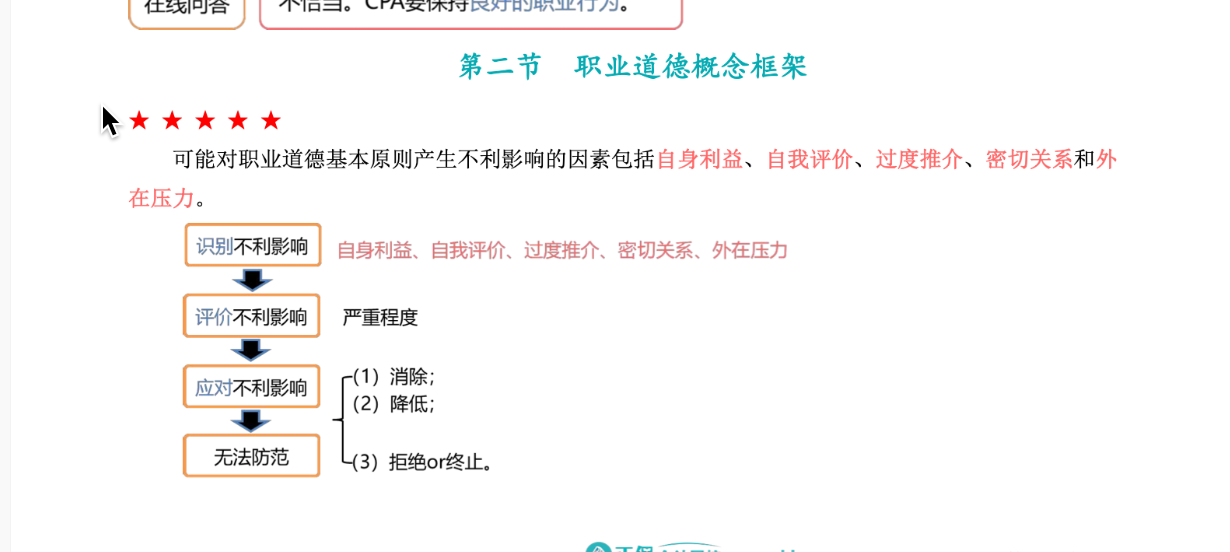 在线问答
不恰当。CPA要保持良好的职业行为。
第二节 职业道德概念框架
★ ★ ★ ★ ★
可能对职业道德基本原则产生不利影响的因素包括自身利益、自我评价、过度推介、密切关系和外
在压力。
识别不利影响 自身利益、自我评价、过度推介、密切关系、外在压力
评价不利影响 严重程度
应对不利影响
(1) 消除；
(2) 降低；
无法防范
(3) 拒绝or终止。